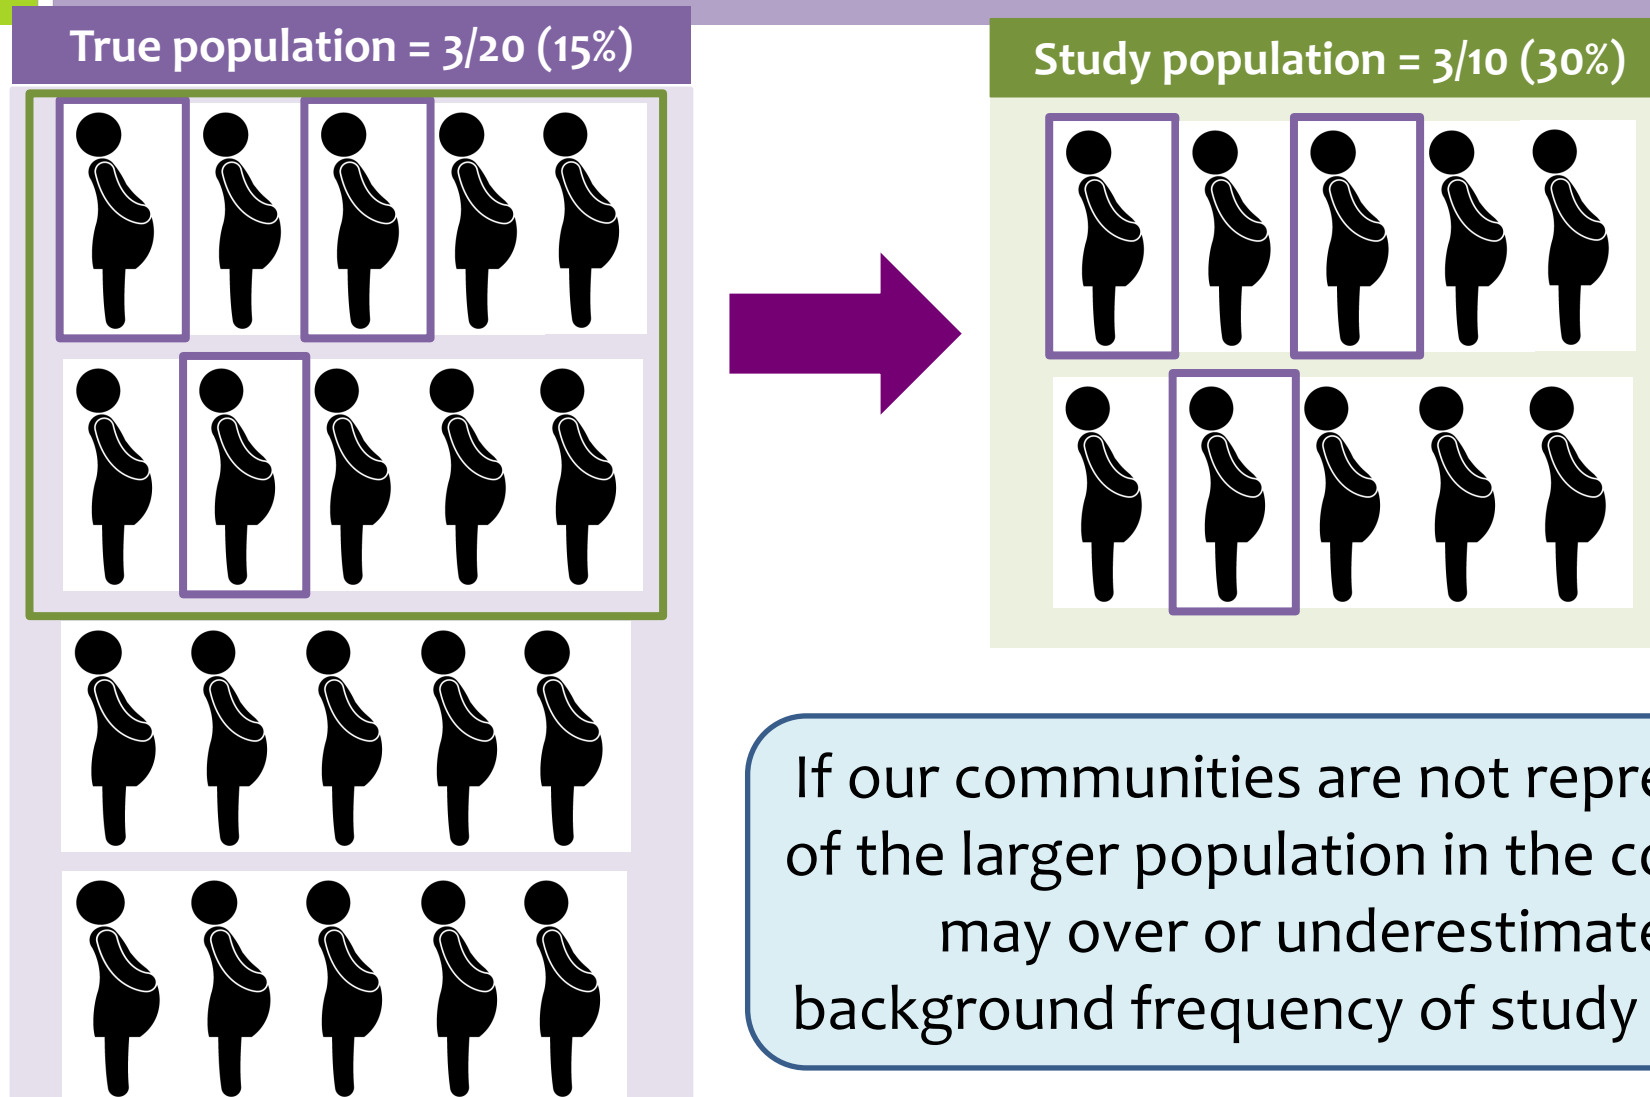 True population = 3/20 (15%)
Study population = 3/10 (30%)
If our communities are not
of the larger population in the
may over or underestimate
background frequency of study